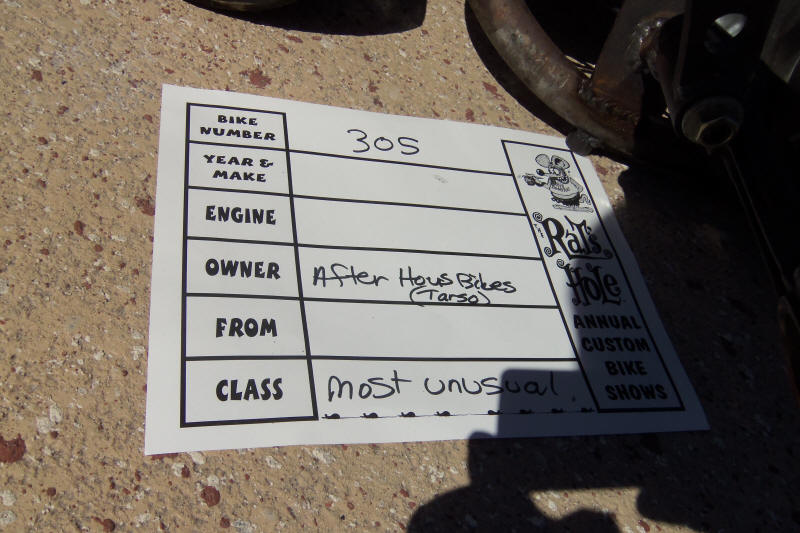 BIKE NUMBER
305
YEAR & MAKE
ENGINE
OWNER
After Hous Bikes
(Tarso)
FROM
CLASS
most unusual.
THE
RAT'S
HOLE
ANNUAL
CUSTOM
BIKE
SHOWS